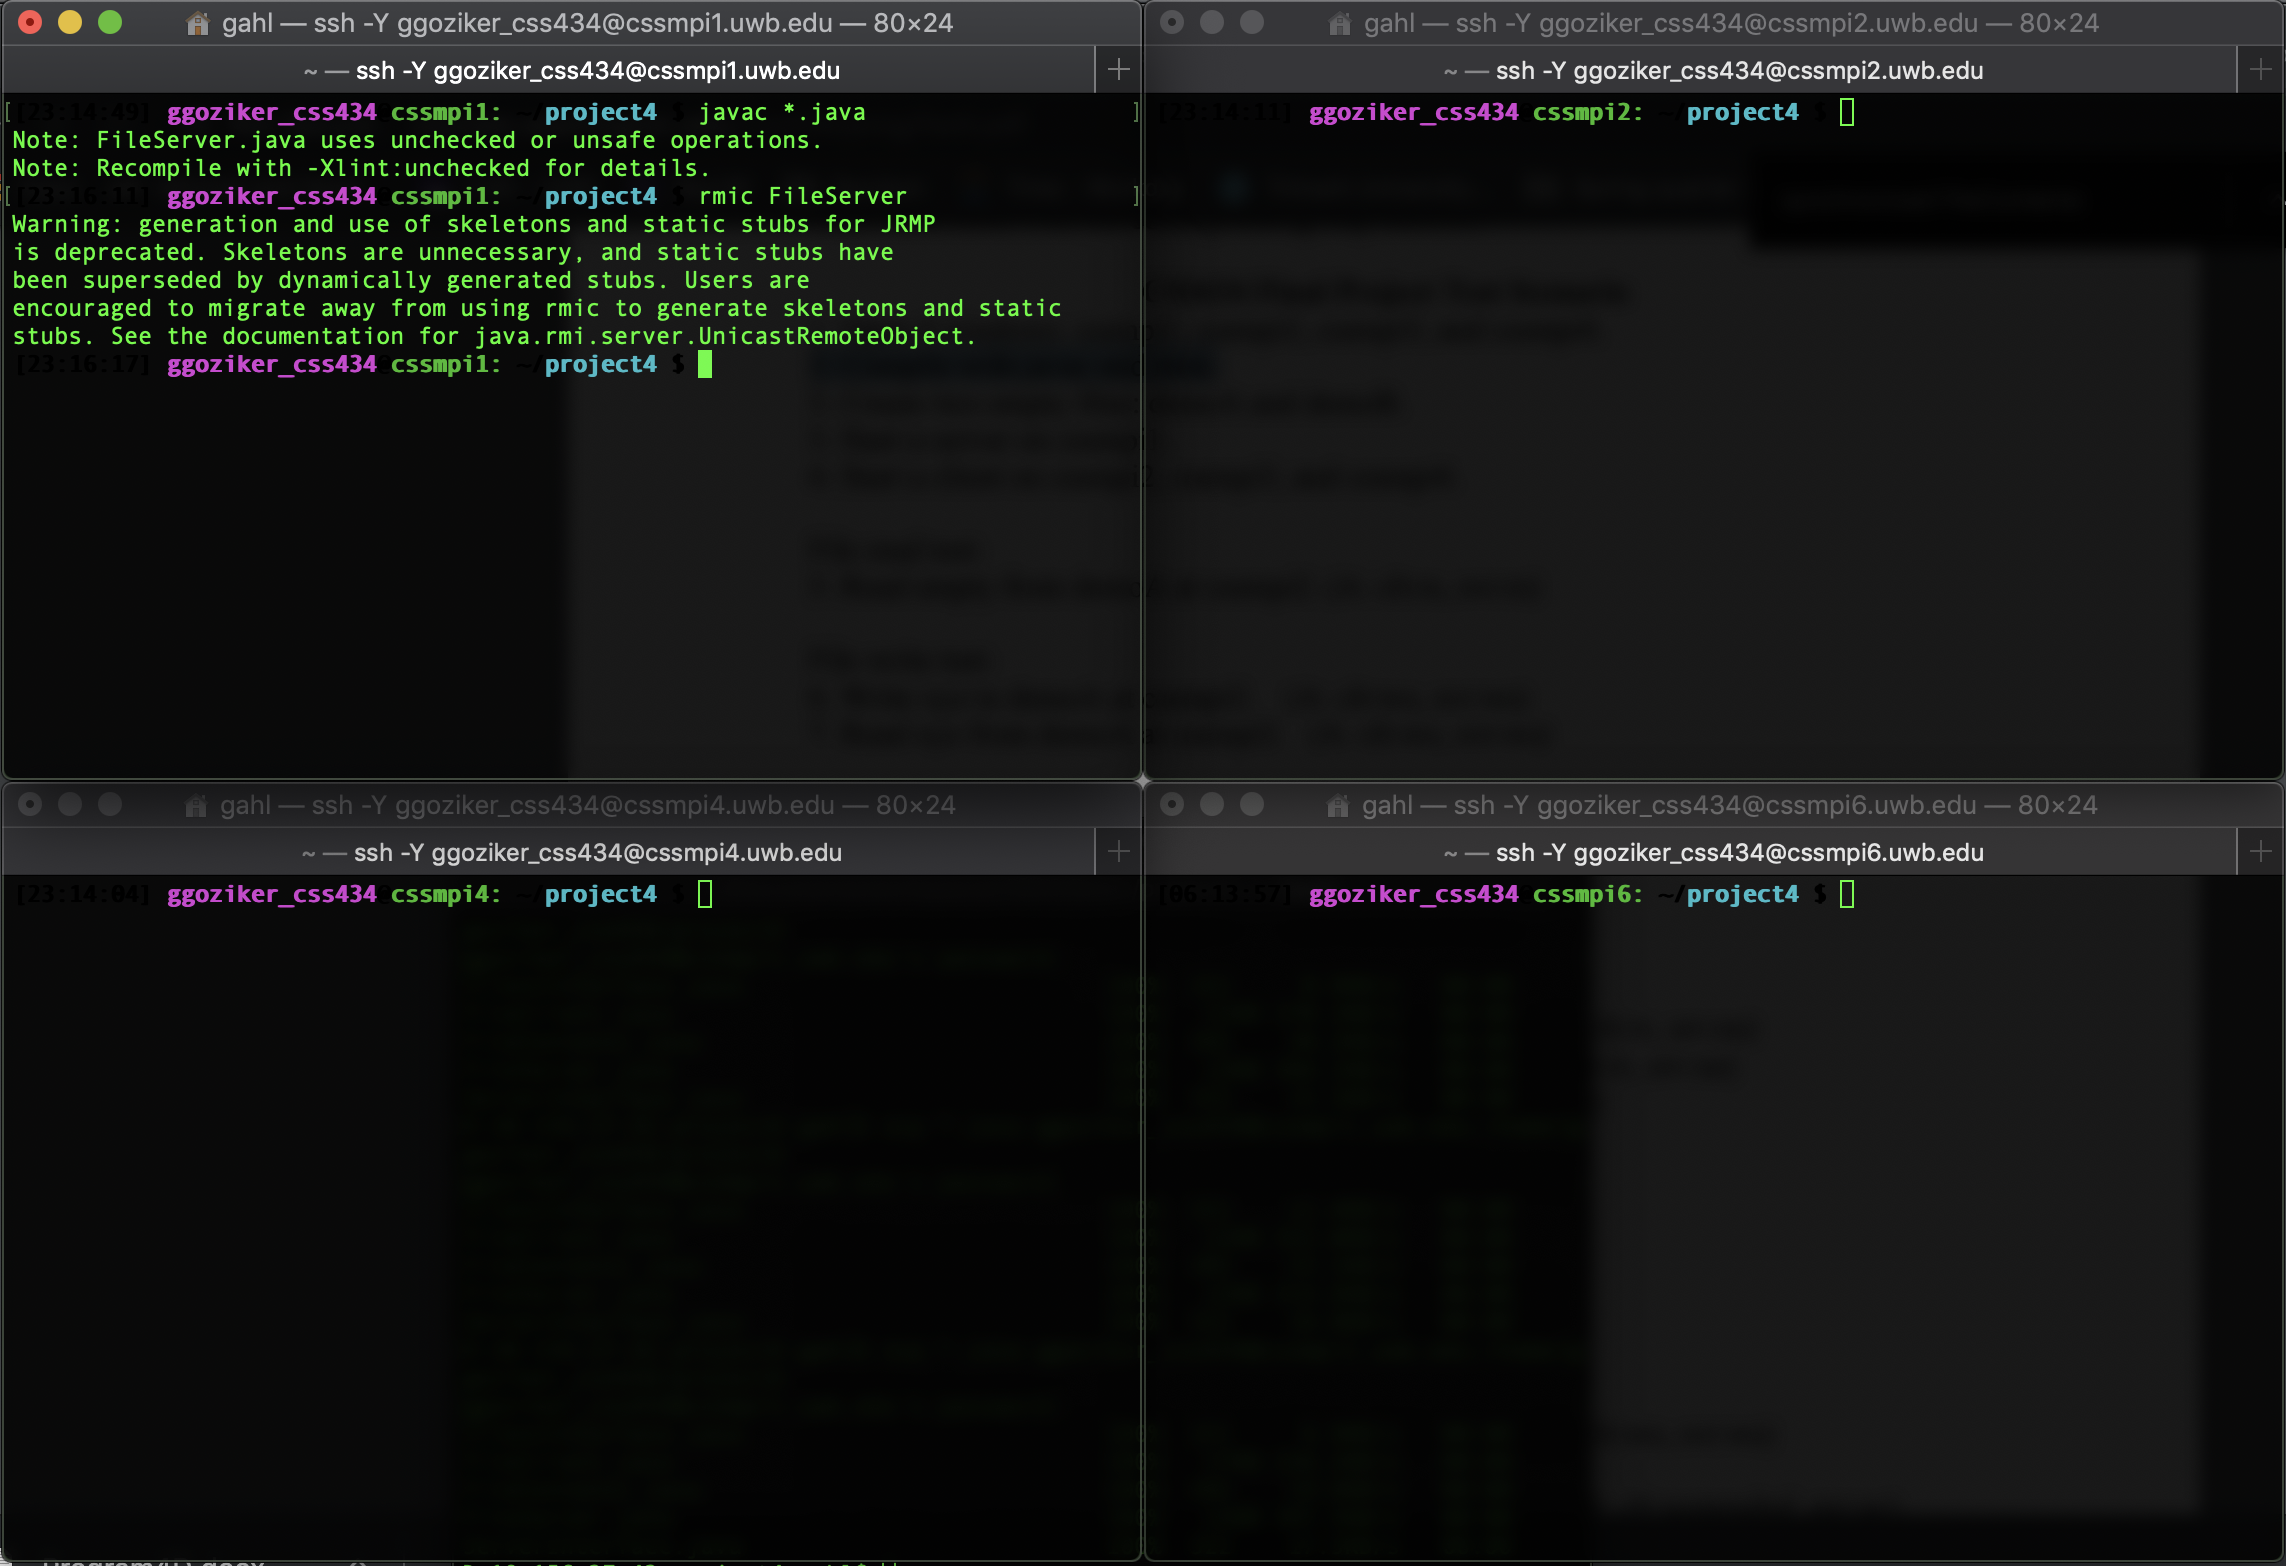 gahl — ssh -Y ggoziker_css434@cssmpi1.uwb.edu — 80×24
~ — ssh -Y ggoziker_css434@cssmpi1.uwb.edu
[23:14:49] ggoziker_css434 cssmpi1: ~/project4 $ javac *.java
Note: FileServer.java uses unchecked or unsafe operations.
Note: Recompile with -Xlint:unchecked for details.
[23:16:11] ggoziker_css434 cssmpi1: ~/project4 $ rmic FileServer
Warning: generation and use of skeletons and static stubs for JRMP
is deprecated. Skeletons are unnecessary, and static stubs have
been superseded by dynamically generated stubs. Users are
encouraged to migrate away from using rmic to generate skeletons and static
stubs. See the documentation for java.rmi.server.UnicastRemoteObject.
[23:16:17] ggoziker_css434@cssmpi1: ~/project4 $
gahl — ssh -Y ggoziker_css434@cssmpi2.uwb.edu — 80×24
~ — ssh -Y ggoziker_css434@cssmpi2.uwb.edu
[23:14:11] ggoziker_css434 cssmpi2: ~/project4 $
gahl — ssh -Y ggoziker_css434@cssmpi4.uwb.edu — 80×24
~ — ssh -Y ggoziker_css434@cssmpi4.uwb.edu
[23:14:04] ggoziker_css434@cssmpi4: ~/project4 $
gahl — ssh -Y ggoziker_css434@cssmpi6.uwb.edu — 80×24
~ — ssh -Y ggoziker_css434@cssmpi6.uwb.edu
[06:13:57] ggoziker_css434 cssmpi6: ~/project4 $